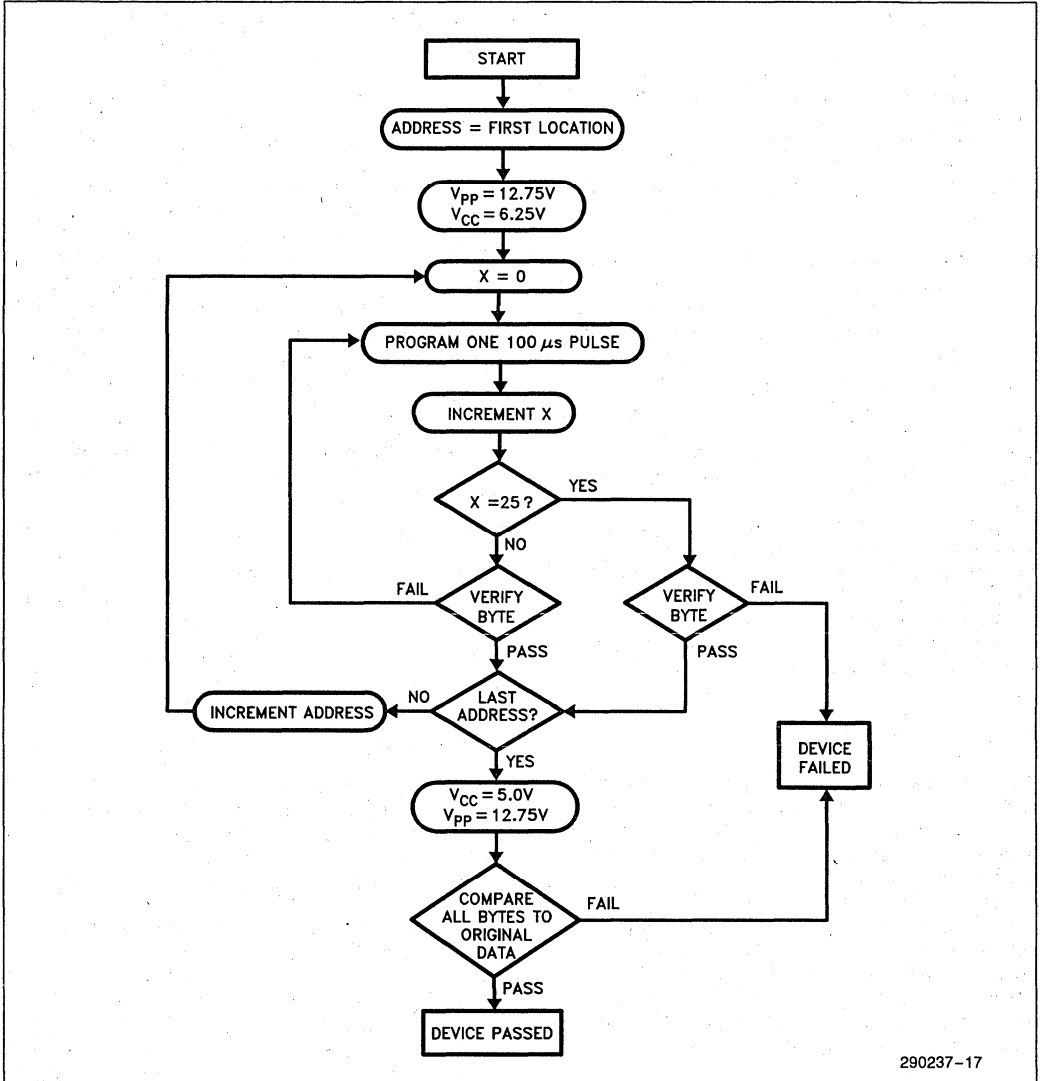 START
ADDRESS = FIRST LOCATION
VPP = 12.75V
VCC = 6.25V
X = 0
PROGRAM ONE 100 μs PULSE
INCREMENT X
X =25?
YES
NO
FAIL
VERIFY
BYTE
VERIFY
BYTE
FAIL
PASS
PASS
INCREMENT ADDRESS
NO
LAST
ADDRESS?
DEVICE
FAILED
YES
VCC = 5.0V
VPP = 12.75V
COMPARE
ALL BYTES TO
ORIGINAL
DATA
FAIL
PASS
DEVICE PASSED
290237-17